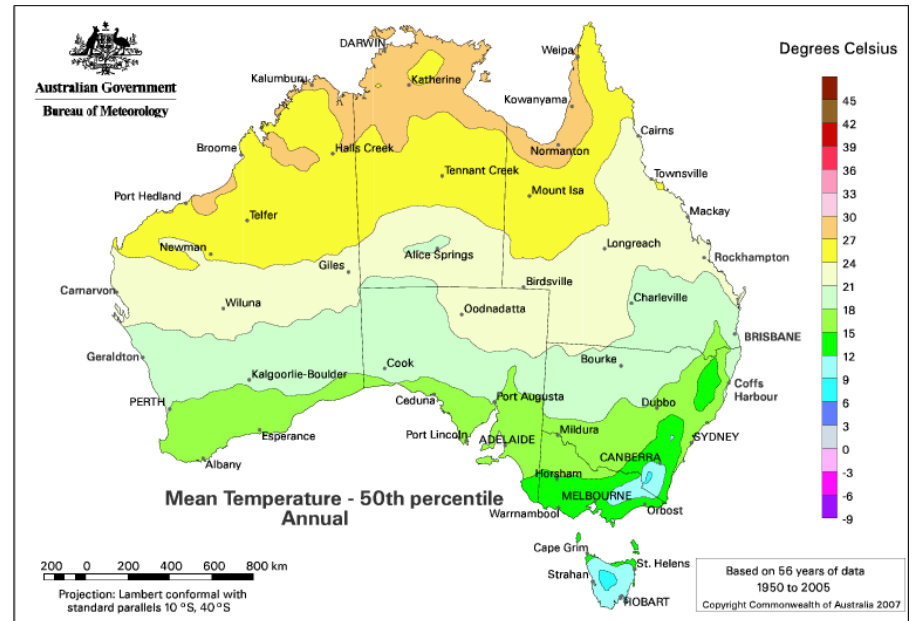 Australian Government
Bureau of Meteorology
Degrees Celsius
45
42
39
36
33
30
27
24
21
18
15
12
9
6
3
0
-3
-6
-9
DARWIN
Weipa
Kalumburu
Katherine
Kowanyama
Cairns
Broome
Halls Creek
Normanton
Tennant Creek
Townsville
Mount Isa
Port Hedland
Telfer
Mackay
Newman
Longreach
Alice Springs
Rockhampton
Giles
Birdsville
Carnarvon
Wiluna
Charleville
Oodnadatta
BRISBANE
Geraldton
Bourke
Cook
Kalgoorlie-Boulder
Coffs
Harbour
PERTH
Ceduna
Port Augusta
Dubbo
Esperance
Port Lincoln
ADELAIDE
Mildura
SYDNEY
Albany
CANBERRA
Horsham
MELBOURNE
Warrnambool
Orbost
Mean Temperature - 50th percentile
Annual
Cape Grim
St. Helens
Strahan
HOBART
200 0 200 400 600 800 km
Projection: Lambert conformal with
standard parallels 10 °S, 40 °S
Based on 56 years of data
1950 to 2005
Copyright Commonwealth of Australia 2007